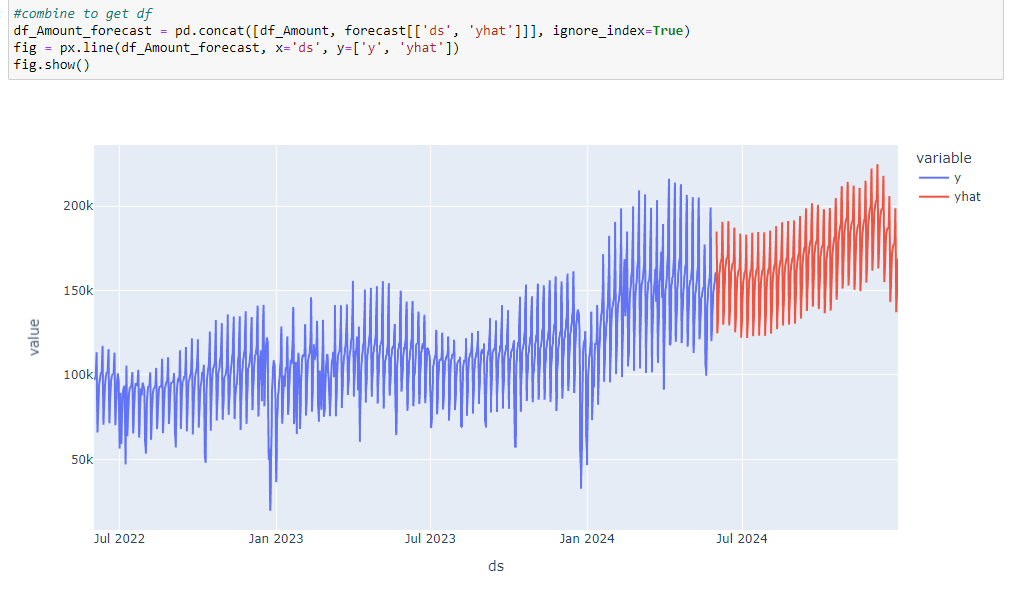 #combine to get df
df_Amount_forecast = pd.concat([df_Amount, forecast[['ds', 'yhat']]], ignore_index=True)
fig = px.line(df_Amount_forecast, x='ds', y=['y', 'yhat'])
fig.show()
variable
y
yhat
200k
150k
100k
50k
value
Jul 2022
Jan 2023
Jul 2023
Jan 2024
Jul 2024
ds